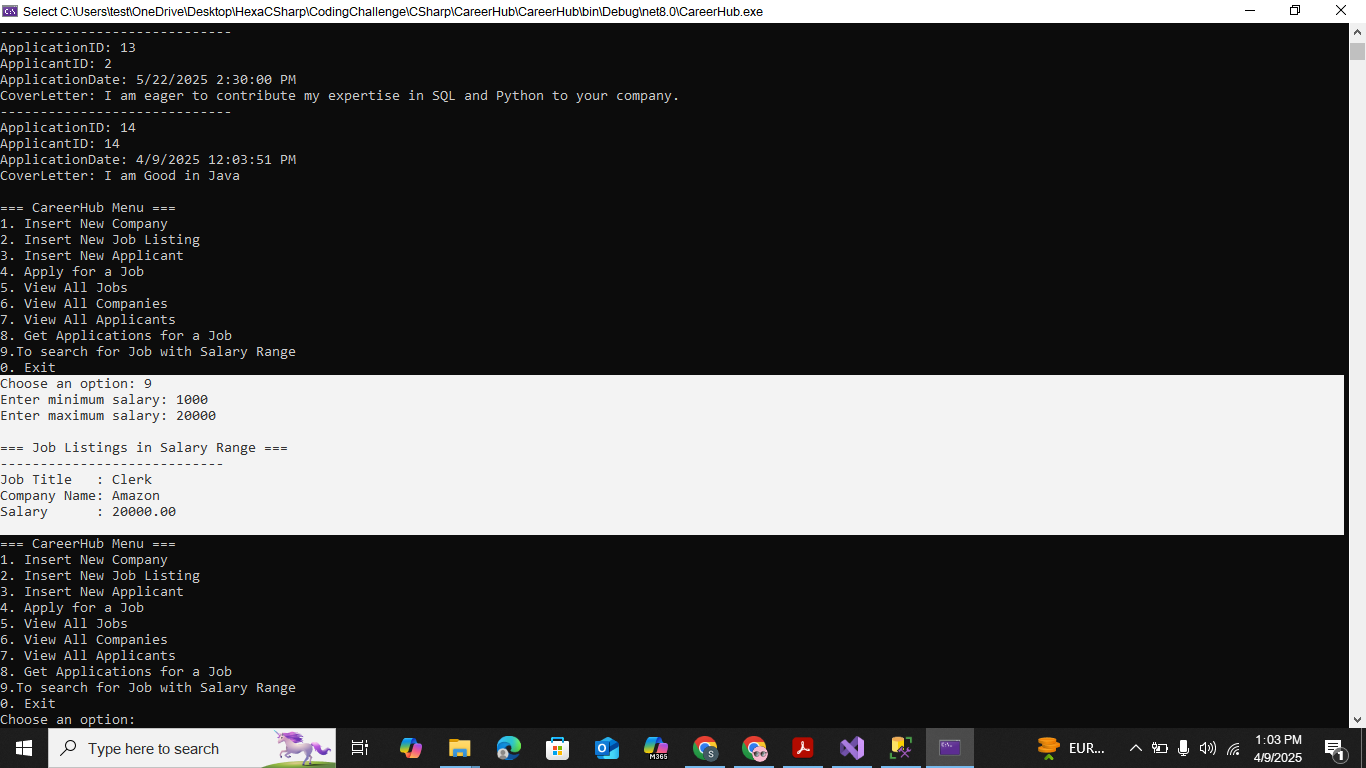 Select C:\Users\test\OneDrive\Desktop\HexaCSharp\CodingChallenge\CSharp\CareerHub\CareerHub\bin\Debug\net8.0\CareerHub.exe
-----------------------------
ApplicationID: 13
ApplicantID: 2
ApplicationDate: 5/22/2025 2:30:00 PM
CoverLetter: I am eager to contribute my expertise in SQL and Python to your company.
-----------------------------
ApplicationID: 14
ApplicantID: 14
ApplicationDate: 4/9/2025 12:03:51 PM
CoverLetter: I am Good in Java

=== CareerHub Menu ===
1. Insert New Company
2. Insert New Job Listing
3. Insert New Applicant
4. Apply for a Job
5. View All Jobs
6. View All Companies
7. View All Applicants
8. Get Applications for a Job
9.To search for Job with Salary Range
0. Exit
Choose an option: 9
Enter minimum salary: 1000
Enter maximum salary: 20000

=== Job Listings in Salary Range ===
----------------------------
Job Title   : Clerk
Company Name: Amazon
Salary      : 20000.00

=== CareerHub Menu ===
1. Insert New Company
2. Insert New Job Listing
3. Insert New Applicant
4. Apply for a Job
5. View All Jobs
6. View All Companies
7. View All Applicants
8. Get Applications for a Job
9.To search for Job with Salary Range
0. Exit
Choose an option:
Type here to search
M365
S
EUR...
1:03 PM
4/9/2025
1